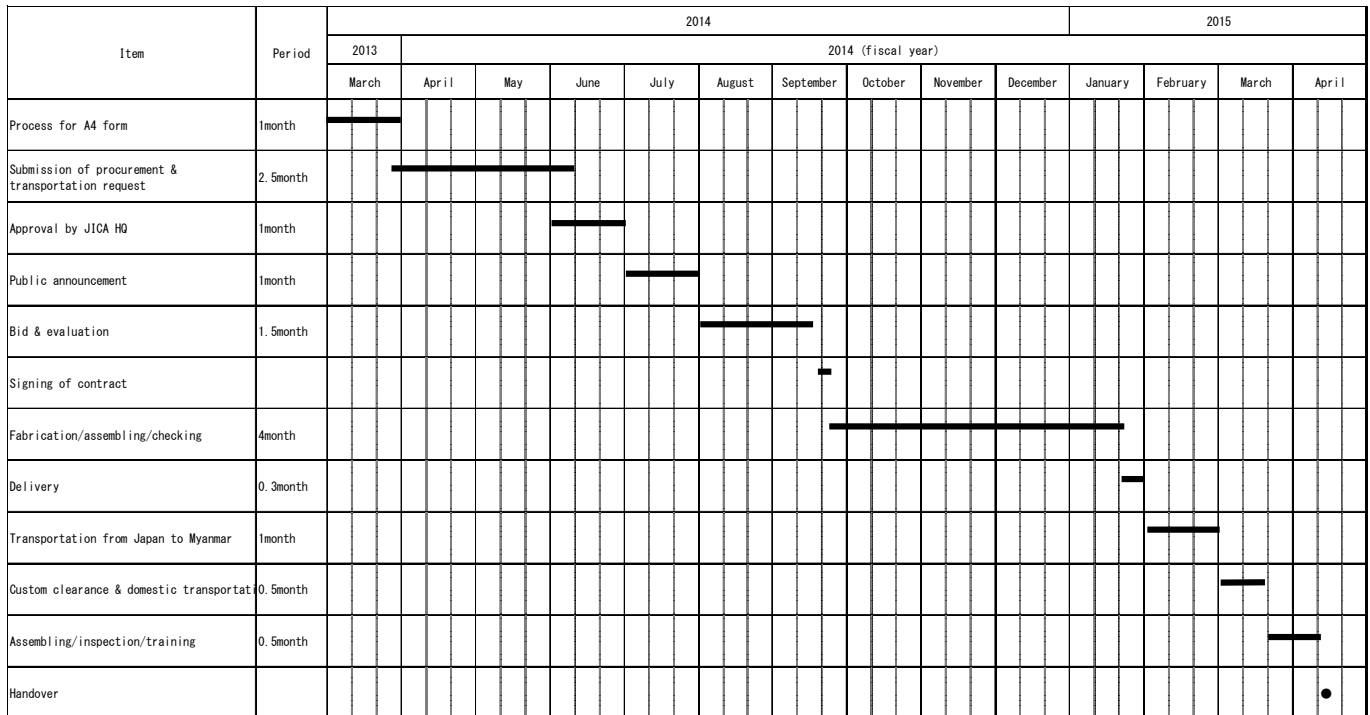 2014 2015
Item Period 2013 2014 (fiscal year)
March April May June July August September October November December January February March April
Process for A4 form 1month
Submission of procurement &
transportation request 2.5month
Approval by JICA HQ 1month
Public announcement 1month
Bid & evaluation 1.5month
Signing of contract
Fabrication/assembling/checking 4month
Delivery 0.3month
Transportation from Japan to Myanmar 1month
Custom clearance & domestic transportati 0.5month
Assembling/inspection/training 0.5month
Handover